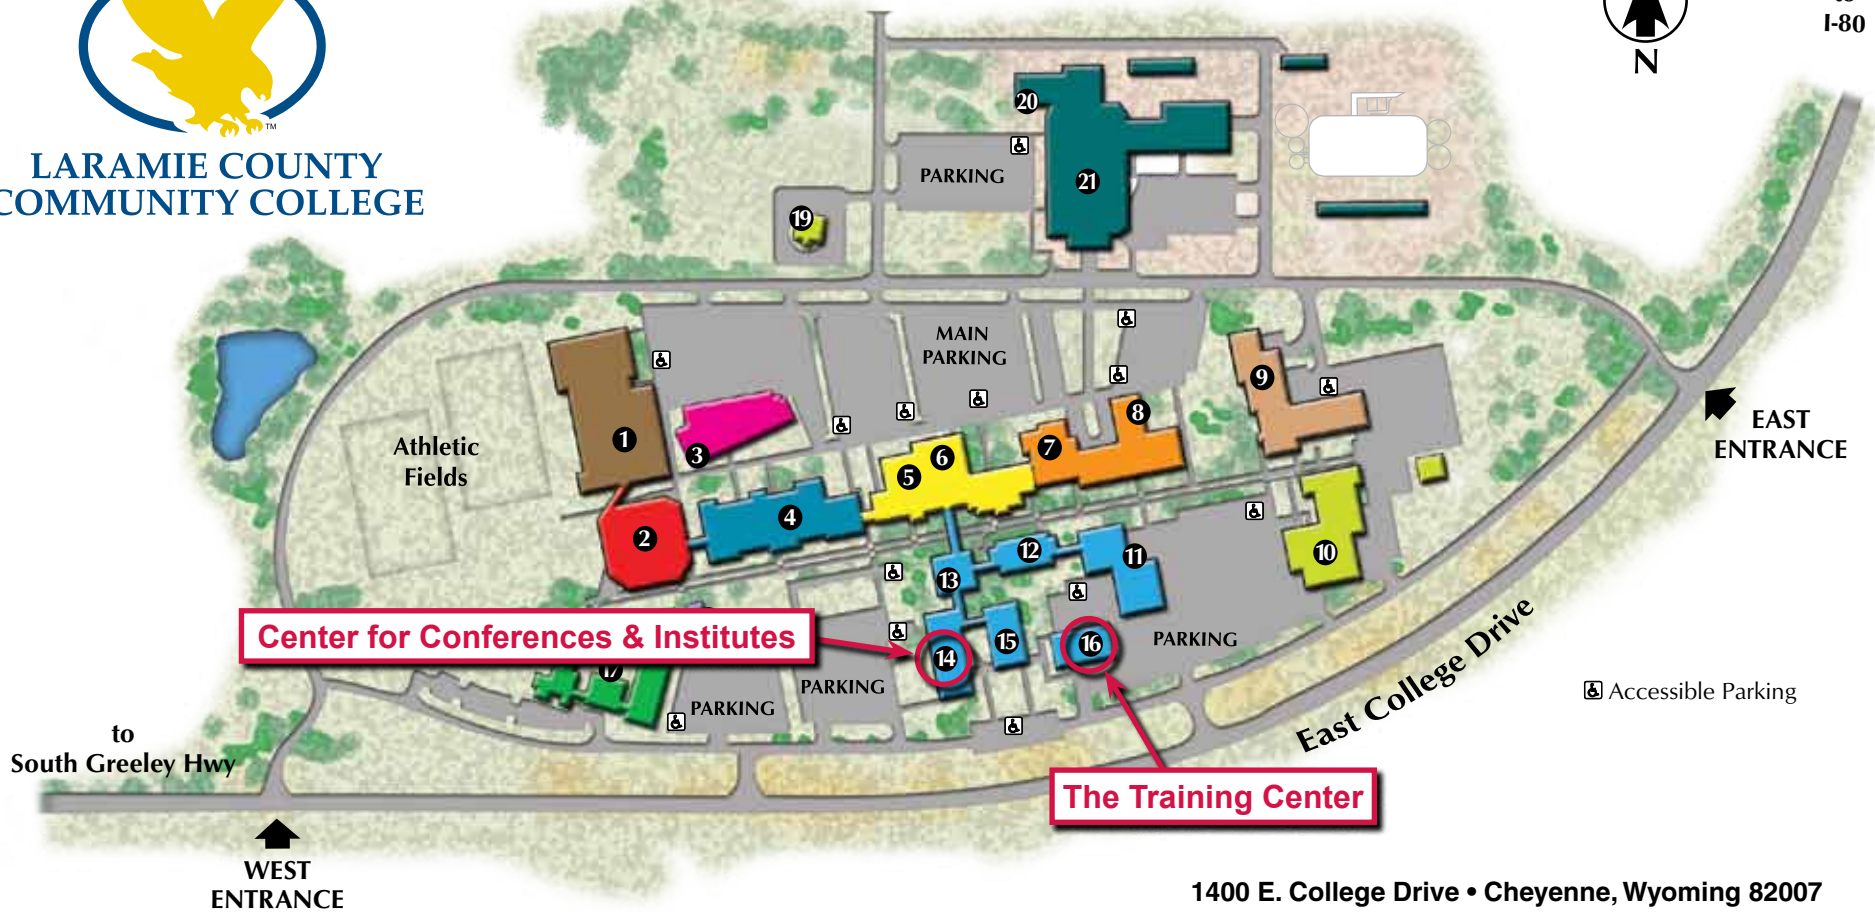 to
I-80
N
TM
LARAMIE COUNTY
COMMUNITY COLLEGE
20
PARKING
21
19
MAIN
PARKING
9
8
EAST
ENTRANCE
1
3
Athletic
Fields
7
6
5
4
2
12
11
10
13
Center for Conferences & Institutes
14
15
16
PARKING
17
PARKING
PARKING
East College Drive
Accessible Parking
to
South Greeley Hwy
The Training Center
WEST
ENTRANCE
1400 E. College Drive • Cheyenne, Wyoming 82007